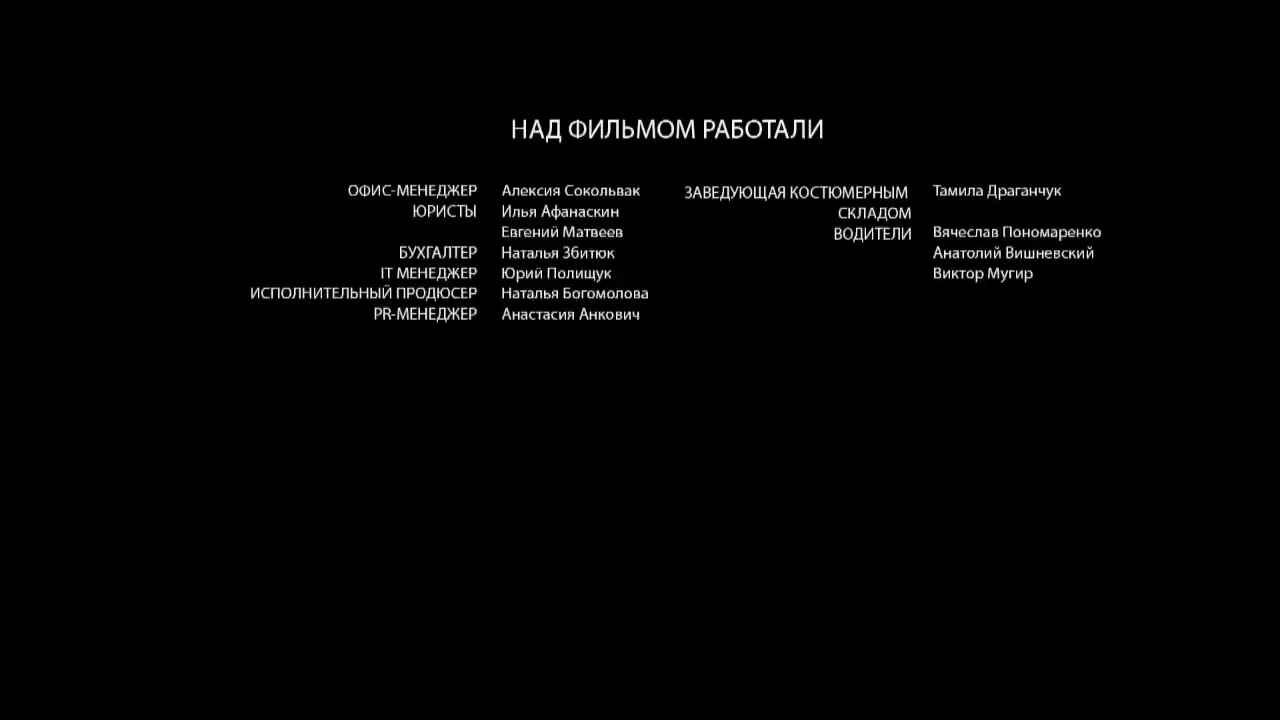 НАД ФИЛЬМОМ РАБОТАЛИ
ОФИС-МЕНЕДЖЕР Алексия Сокольвак
ЮРИСТЫ Илья Афанаскин
Евгений Матвеев
БУХГАЛТЕР Наталья Збитюк
IT МЕНЕДЖЕР Юрий Полищук
ИСПОЛНИТЕЛЬНЫЙ ПРОДЮСЕР Наталья Богомолова
PR-МЕНЕДЖЕР Анастасия Анкович
ЗАВЕДУЮЩАЯ КОСТЮМЕРНЫМ Тамила Драганчук
СКЛАДОМ
ВОДИТЕЛИ Вячеслав Пономаренко
Анатолий Вишневский
Виктор Мугир